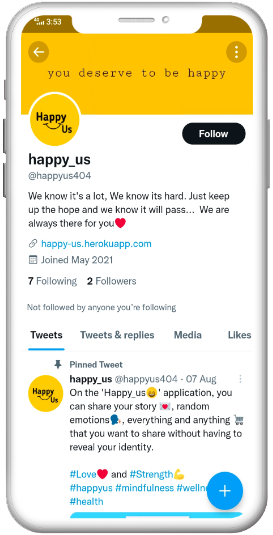 4G 3:53
you deserve to be happy
Happy
Us
Follow
happy_us
@happyus404
We know it's a lot, We know its hard. Just keep
up the hope and we know it will pass... We are
always there for you❤️
happy-us.herokuapp.com
Joined May 2021
7 Following 2 Followers
Not followed by anyone you're following
Tweets Tweets & replies Media Likes
Pinned Tweet
Happy
Us
happy_us @happyus404 · 07 Aug
On the 'Happy_us😄' application, you
can share your story 💌, random
emotions🗣️, everything and anything 🛒
that you want to share without having to
reveal your identity.
#Love❤️ and #Strength💪
#happyus #mindfulness
#health